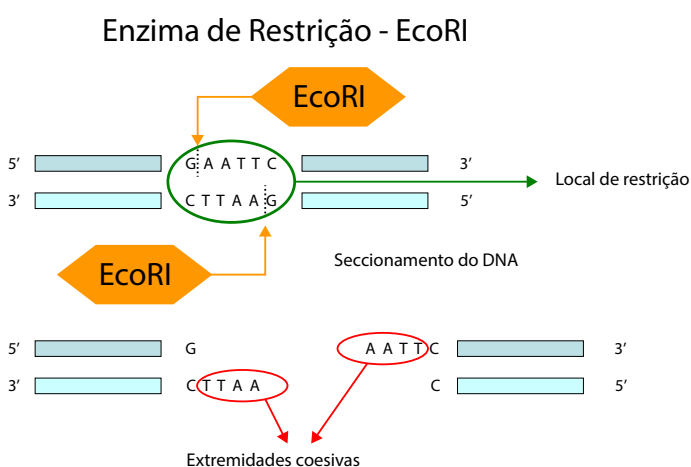 Enzima de Restrição - EcoRI
EcoRI
5' G A A T T C 3'
3' C T T A A G 5'
Local de restrição
EcoRI
Seccionamento do DNA
5' G A A T T C 3'
3' C T T A A C 5'
Extremidades coesivas